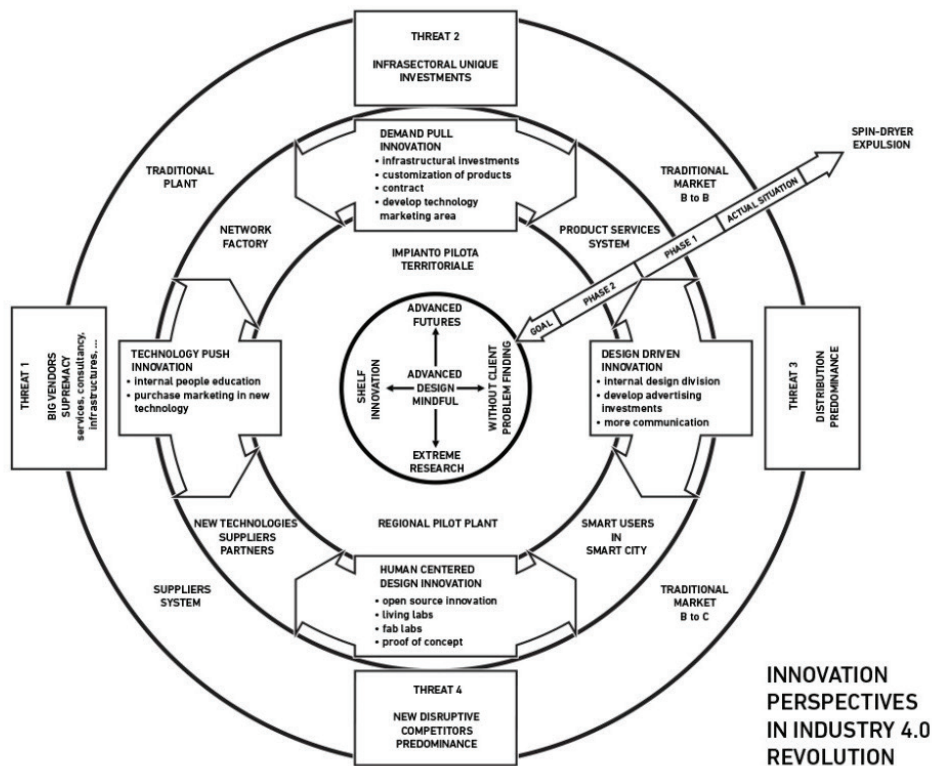 THREAT 2
INFRASECTORAL UNIQUE
INVESTMENTS
SPIN-DRYER
EXPULSION
DEMAND PULL
INNOVATION
• infrastructural investments
• customization of products
• contract
• develop technology
marketing area
TRADITIONAL
PLANT
TRADITIONAL
MARKET
B to B
ACTUAL SITUATION
PHASE 1
PHASE 2
GOAL
NETWORK
FACTORY
PRODUCT SERVICES
SYSTEM
IMPIANTO PILOTA
TERRITORIALE
THREAT 1
BIG VENDORS
SUPREMACY
services, consultancy,
infrastructures, ...
TECHNOLOGY PUSH
INNOVATION
• internal people education
• purchase marketing in new
technology
ADVANCED
FUTURES
SHELF
INNOVATION
ADVANCED
DESIGN
MINDFUL
WITHOUT CLIENT
PROBLEM FINDING
EXTREME
RESEARCH
DESIGN DRIVEN
INNOVATION
• internal design division
• develop advertising
investments
• more communication
THREAT 3
DISTRIBUTION
PREDOMINANCE
NEW TECHNOLOGIES
SUPPLIERS
PARTNERS
REGIONAL PILOT PLANT
SMART USERS
IN
SMART CITY
SUPPLIERS
SYSTEM
HUMAN CENTERED
DESIGN INNOVATION
• open source innovation
• living labs
• fab labs
• proof of concept
TRADITIONAL
MARKET
B to C
THREAT 4
NEW DISRUPTIVE
COMPETITORS
PREDOMINANCE
INNOVATION
PERSPECTIVES
IN INDUSTRY 4.0
REVOLUTION